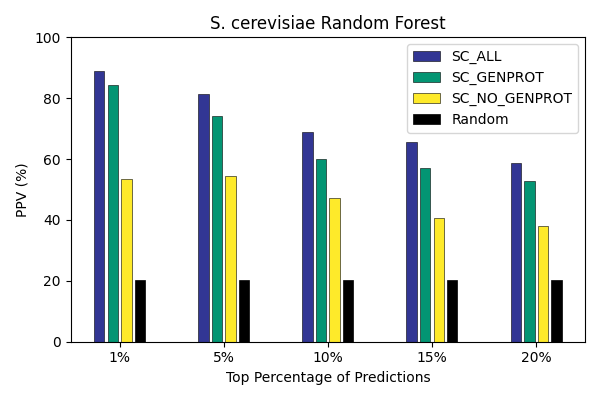 S. cerevisiae Random Forest
100
80
60
40
20
0
PPV (%)
SC_ALL
SC_GENPROT
SC_NO_GENPROT
Random
1%
5%
10%
15%
20%
Top Percentage of Predictions